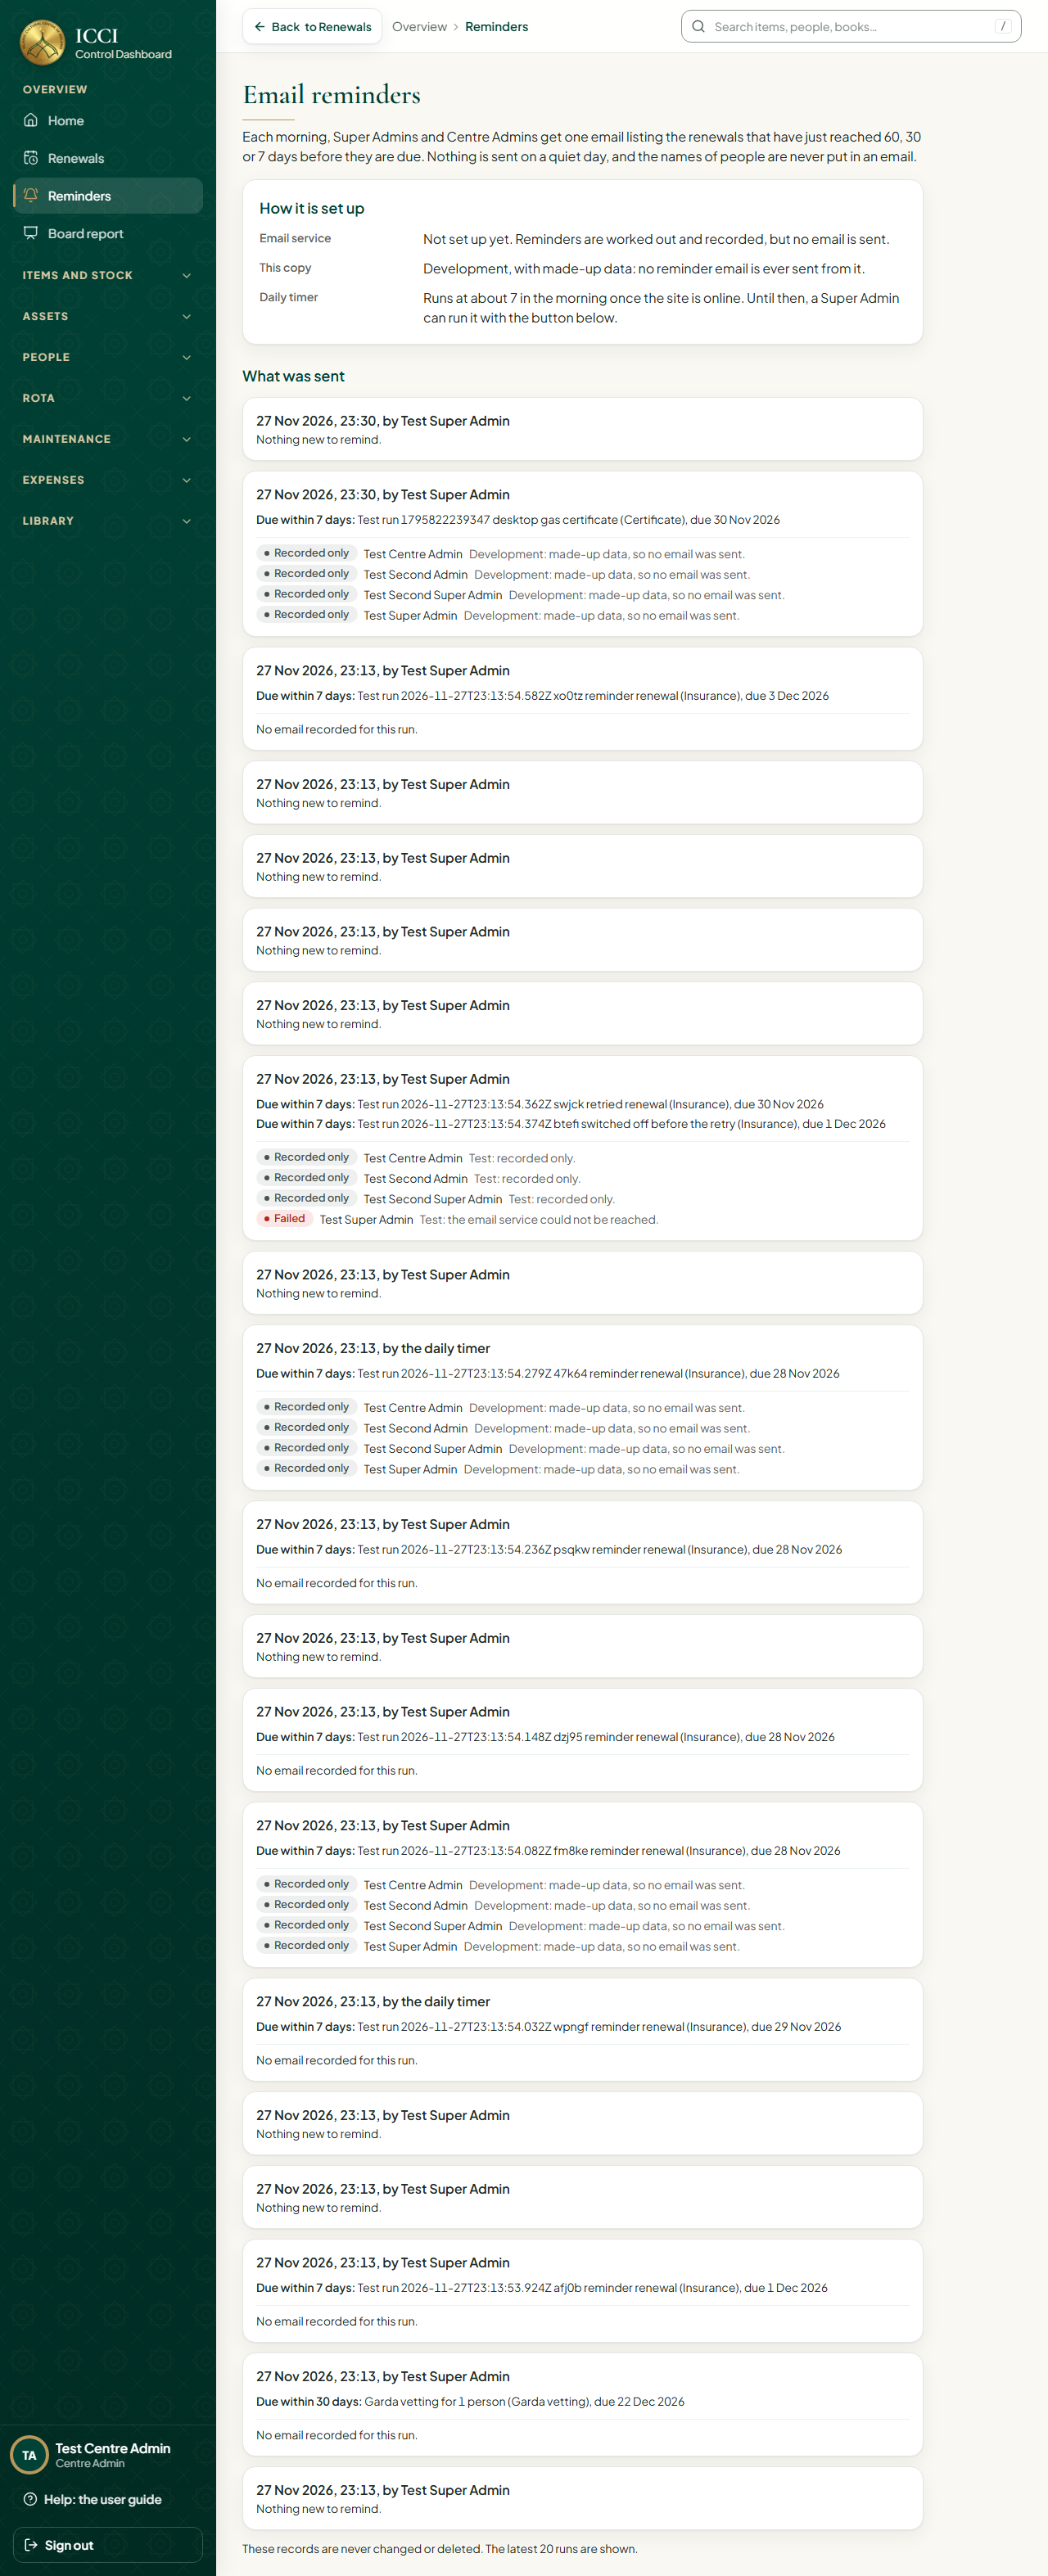 ICCI
Control Dashboard
OVERVIEW
Home
Renewals
Reminders
Board report
ITEMS AND STOCK
ASSETS
PEOPLE
ROTA
MAINTENANCE
EXPENSES
LIBRARY
TA
Test Centre Admin
Centre Admin
Help: the user guide
Sign out
Back to Renewals
Overview > Reminders
Search items, people, books...
/
Email reminders
Each morning, Super Admins and Centre Admins get one email listing the renewals that have just reached 60, 30
or 7 days before they are due. Nothing is sent on a quiet day, and the names of people are never put in an email.
How it is set up
Email service Not set up yet. Reminders are worked out and recorded, but no email is sent.
This copy Development, with made-up data: no reminder email is ever sent from it.
Daily timer Runs at about 7 in the morning once the site is online. Until then, a Super Admin
can run it with the button below.
What was sent
27 Nov 2026, 23:30, by Test Super Admin
Nothing new to remind.
27 Nov 2026, 23:30, by Test Super Admin
Due within 7 days: Test run 1795822239347 desktop gas certificate (Certificate), due 30 Nov 2026
Recorded only Test Centre Admin Development: made-up data, so no email was sent.
Recorded only Test Second Admin Development: made-up data, so no email was sent.
Recorded only Test Second Super Admin Development: made-up data, so no email was sent.
Recorded only Test Super Admin Development: made-up data, so no email was sent.
27 Nov 2026, 23:13, by Test Super Admin
Due within 7 days: Test run 2026-11-27T23:13:54.582Z xo0tz reminder renewal (Insurance), due 3 Dec 2026
No email recorded for this run.
27 Nov 2026, 23:13, by Test Super Admin
Nothing new to remind.
27 Nov 2026, 23:13, by Test Super Admin
Nothing new to remind.
27 Nov 2026, 23:13, by Test Super Admin
Nothing new to remind.
27 Nov 2026, 23:13, by Test Super Admin
Nothing new to remind.
27 Nov 2026, 23:13, by Test Super Admin
Due within 7 days: Test run 2026-11-27T23:13:54.362Z swjck retried renewal (Insurance), due 30 Nov 2026
Due within 7 days: Test run 2026-11-27T23:13:54.374Z btefi switched off before the retry (Insurance), due 1 Dec 2026
Recorded only Test Centre Admin Test: recorded only.
Recorded only Test Second Admin Test: recorded only.
Recorded only Test Second Super Admin Test: recorded only.
Failed Test Super Admin Test: the email service could not be reached.
27 Nov 2026, 23:13, by Test Super Admin
Nothing new to remind.
27 Nov 2026, 23:13, by the daily timer
Due within 7 days: Test run 2026-11-27T23:13:54.279Z 47k64 reminder renewal (Insurance), due 28 Nov 2026
Recorded only Test Centre Admin Development: made-up data, so no email was sent.
Recorded only Test Second Admin Development: made-up data, so no email was sent.
Recorded only Test Second Super Admin Development: made-up data, so no email was sent.
Recorded only Test Super Admin Development: made-up data, so no email was sent.
27 Nov 2026, 23:13, by Test Super Admin
Due within 7 days: Test run 2026-11-27T23:13:54.236Z psqkw reminder renewal (Insurance), due 28 Nov 2026
No email recorded for this run.
27 Nov 2026, 23:13, by Test Super Admin
Nothing new to remind.
27 Nov 2026, 23:13, by Test Super Admin
Due within 7 days: Test run 2026-11-27T23:13:54.148Z dzj95 reminder renewal (Insurance), due 28 Nov 2026
No email recorded for this run.
27 Nov 2026, 23:13, by Test Super Admin
Due within 7 days: Test run 2026-11-27T23:13:54.082Z fm8ke reminder renewal (Insurance), due 28 Nov 2026
Recorded only Test Centre Admin Development: made-up data, so no email was sent.
Recorded only Test Second Admin Development: made-up data, so no email was sent.
Recorded only Test Second Super Admin Development: made-up data, so no email was sent.
Recorded only Test Super Admin Development: made-up data, so no email was sent.
27 Nov 2026, 23:13, by the daily timer
Due within 7 days: Test run 2026-11-27T23:13:54.032Z wpngf reminder renewal (Insurance), due 29 Nov 2026
No email recorded for this run.
27 Nov 2026, 23:13, by Test Super Admin
Nothing new to remind.
27 Nov 2026, 23:13, by Test Super Admin
Nothing new to remind.
27 Nov 2026, 23:13, by Test Super Admin
Due within 7 days: Test run 2026-11-27T23:13:53.924Z afj0b reminder renewal (Insurance), due 1 Dec 2026
No email recorded for this run.
27 Nov 2026, 23:13, by Test Super Admin
Due within 30 days: Garda vetting for 1 person (Garda vetting), due 22 Dec 2026
No email recorded for this run.
27 Nov 2026, 23:13, by Test Super Admin
Nothing new to remind.
These records are never changed or deleted. The latest 20 runs are shown.